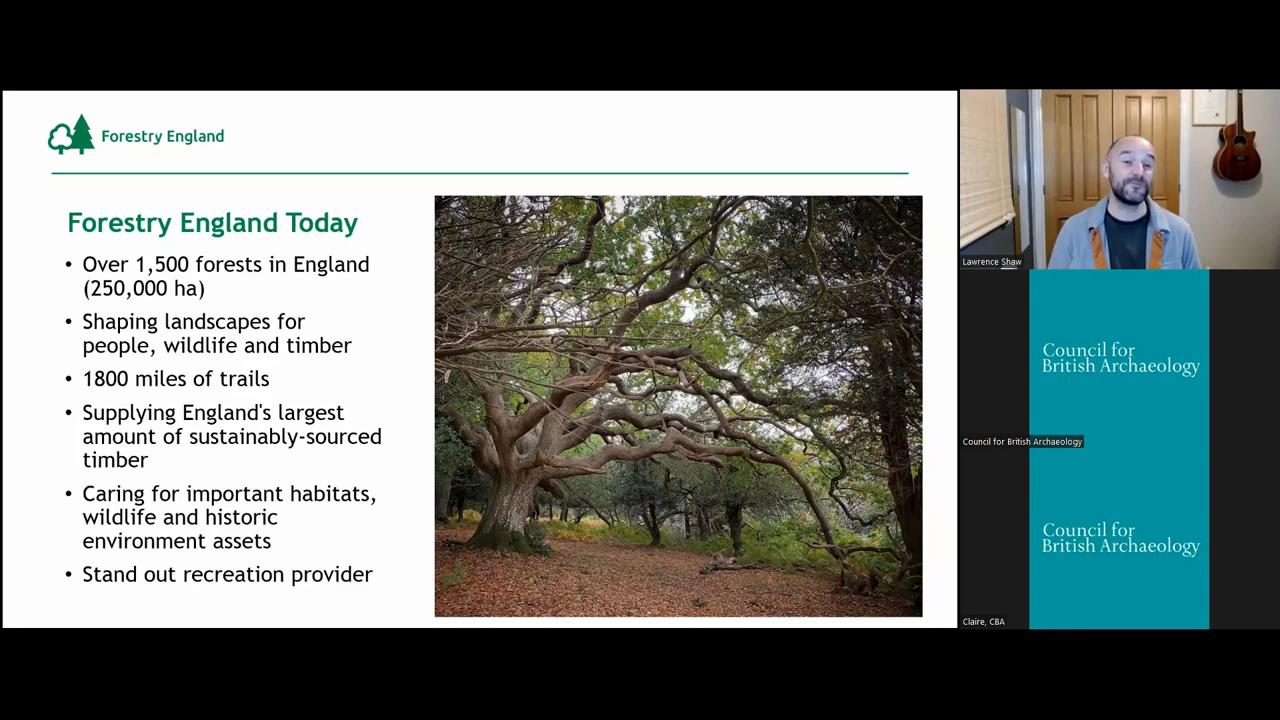 Forestry England
Forestry England Today
• Over 1,500 forests in England
(250,000 ha)
• Shaping landscapes for
people, wildlife and timber
• 1800 miles of trails
• Supplying England's largest
amount of sustainably-sourced
timber
• Caring for important habitats,
wildlife and historic
environment assets
• Stand out recreation provider
Lawrence Shaw
Council for
British Archaeology
Council for British Archaeology
Council for
British Archaeology
Claire, CBA